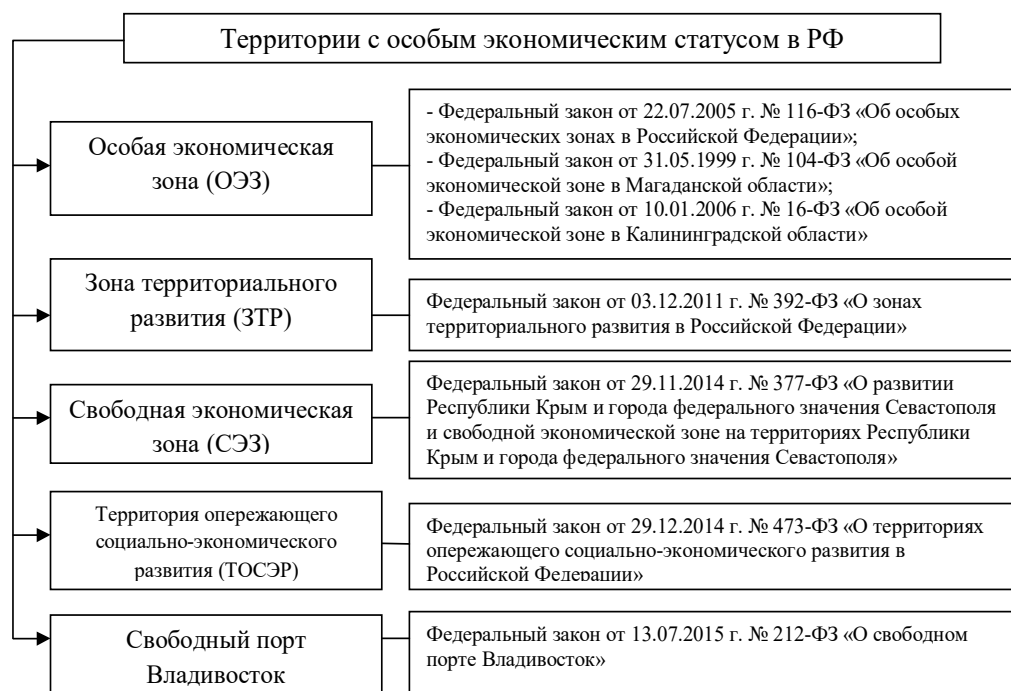 Территории с особым экономическим статусом в РФ
Особая экономическая
зона (ОЭЗ)
- Федеральный закон от 22.07.2005 г. № 116-ФЗ «Об особых
экономических зонах в Российской Федерации»;
- Федеральный закон от 31.05.1999 г. № 104-ФЗ «Об особой
экономической зоне в Магаданской области»;
- Федеральный закон от 10.01.2006 г. № 16-ФЗ «Об особой
экономической зоне в Калининградской области»
Зона территориального
развития (ЗТР)
Федеральный закон от 03.12.2011 г. № 392-ФЗ «О зонах
территориального развития в Российской Федерации»
Свободная экономическая
зона (СЭЗ)
Федеральный закон от 29.11.2014 г. № 377-ФЗ «О развитии
Республики Крым и города федерального значения Севастополя
и свободной экономической зоне на территориях Республики
Крым и города федерального значения Севастополя»
Территория опережающего
социально-экономического
развития (ТОСЭР)
Федеральный закон от 29.12.2014 г. № 473-ФЗ «О территориях
опережающего социально-экономического развития в
Российской Федерации»
Свободный порт
Владивосток
Федеральный закон от 13.07.2015 г. № 212-ФЗ «О свободном
порте Владивосток»